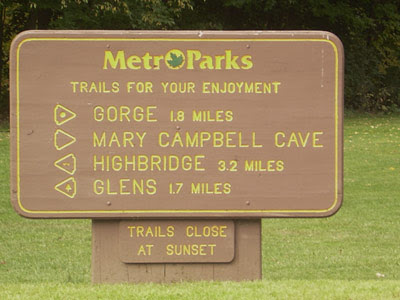 MetroParks
TRAILS FOR YOUR ENJOYMENT
GORGE 1.8 MILES
MARY CAMPBELL CAVE
HIGHBRIDGE 3.2 MILES
GLENS 1.7 MILES
TRAILS CLOSE
AT SUNSET